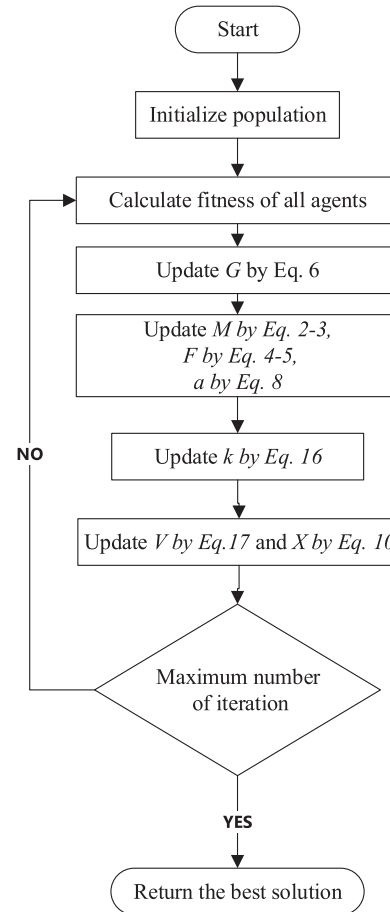 Start
Initialize population
Calculate fitness of all agents
Update G by Eq. 6
Update M by Eq. 2-3,
F by Eq. 4-5,
a by Eq. 8
NO
Update k by Eq. 16
Update V by Eq.17 and X by Eq. 10
Maximum number
of iteration
YES
Return the best solution